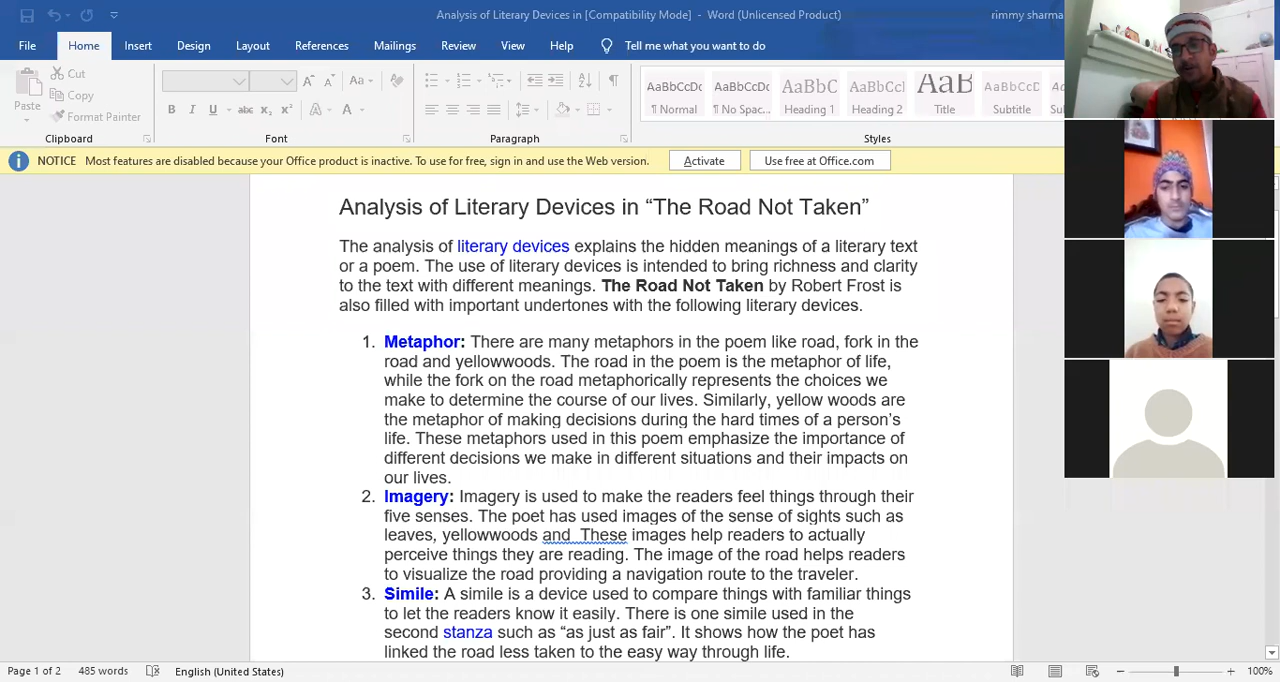 Analysis of Literary Devices in [Compatibility Mode] - Word (Unlicensed Product)
rimmy sharma
File Home Insert Design Layout References Mailings Review View Help Tell me what you want to do
Paste
Cut
Copy
Format Painter
Clipboard
B I U abc x₂ x² A A
Aa
Font
Paragraph
AaBbCcDc AaBbCcDc AaBbC AaBbCcl AaB AaBbCcC
¶ Normal ¶ No Spac... Heading 1 Heading 2 Title Subtitle
Styles
NOTICE Most features are disabled because your Office product is inactive. To use for free, sign in and use the Web version. Activate Use free at Office.com
Analysis of Literary Devices in “The Road Not Taken”
The analysis of literary devices explains the hidden meanings of a literary text
or a poem. The use of literary devices is intended to bring richness and clarity
to the text with different meanings. The Road Not Taken by Robert Frost is
also filled with important undertones with the following literary devices.
1. Metaphor: There are many metaphors in the poem like road, fork in the
road and yellowwoods. The road in the poem is the metaphor of life,
while the fork on the road metaphorically represents the choices we
make to determine the course of our lives. Similarly, yellow woods are
the metaphor of making decisions during the hard times of a person’s
life. These metaphors used in this poem emphasize the importance of
different decisions we make in different situations and their impacts on
our lives.
2. Imagery: Imagery is used to make the readers feel things through their
five senses. The poet has used images of the sense of sights such as
leaves, yellowwoods and  These images help readers to actually
perceive things they are reading. The image of the road helps readers
to visualize the road providing a navigation route to the traveler.
3. Simile: A simile is a device used to compare things with familiar things
to let the readers know it easily. There is one simile used in the
second stanza such as “as just as fair”. It shows how the poet has
linked the road less taken to the easy way through life.
Page 1 of 2 485 words English (United States) 100%